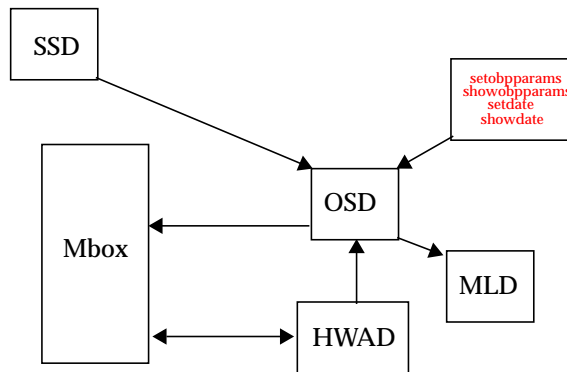 SSD
setobpparams
showobpparams
setdate
showdate
OSD
Mbox
MLD
HWAD